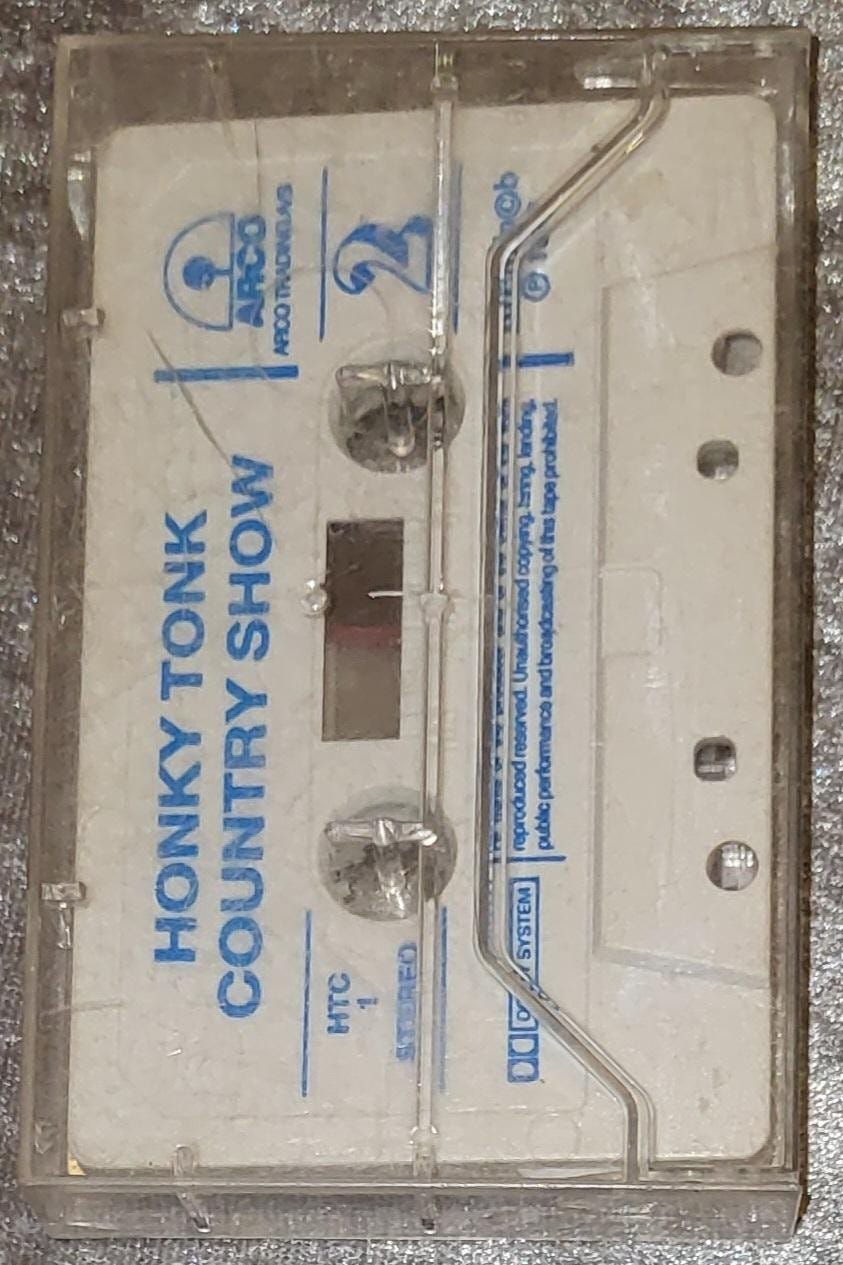 HONKY TONK
COUNTRY SHOW
ARCO
ARCO TRADING A/S
HTC
1
STEREO
2
reproduced reserved. Unauthorised copying, hiring, lending,
public performance and broadcasting of this tape prohibited.
DOLBY SYSTEM
n©b
℗